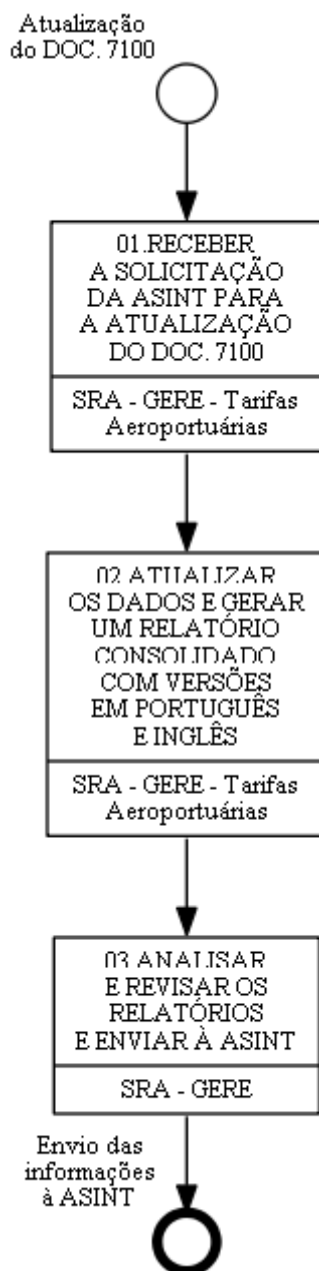 Atualização
do DOC. 7100
01.RECEBER
A SOLICITAÇÃO
DA ASINT PARA
A ATUALIZAÇÃO
DO DOC. 7100
SRA - GERE - Tarifas
Aeroportuárias
02.ATUALIZAR
OS DADOS E GERAR
UM RELATÓRIO
CONSOLIDADO
COM VERSÕES
EM PORTUGUÊS
E INGLÊS
SRA - GERE - Tarifas
Aeroportuárias
03.ANALISAR
E REVISAR OS
RELATÓRIOS
E ENVIAR À ASINT
SRA - GERE
Envio das
informações
à ASINT